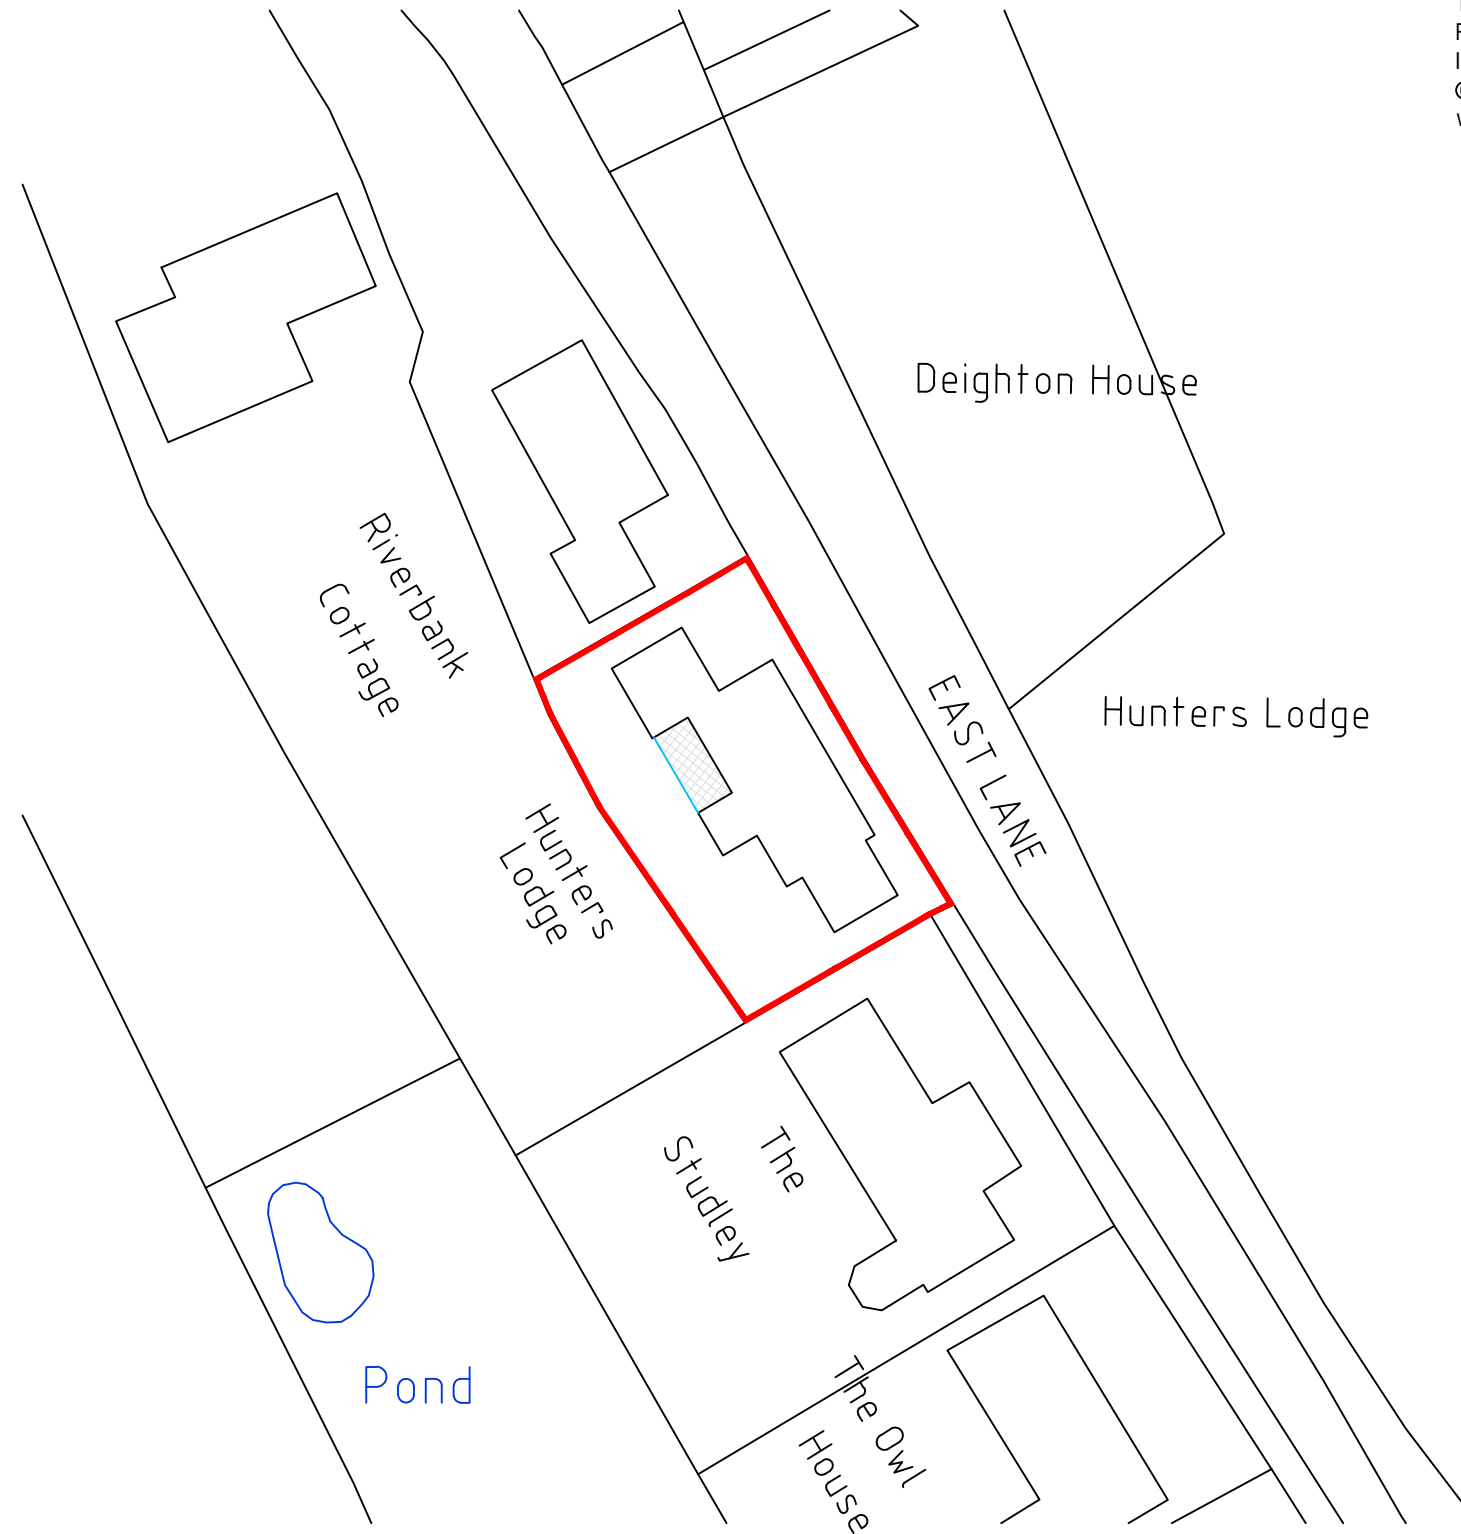 Deighton House
Riverbank
Cottage
Hunters Lodge
EAST LANE
Hunters
Lodge
The
Studley
Pond
The Owl
House